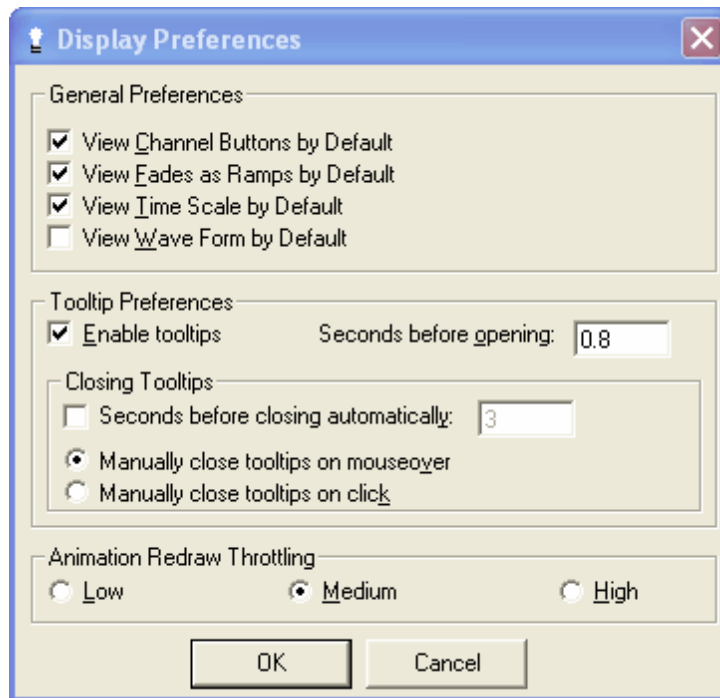 Display Preferences
General Preferences
View Channel Buttons by Default
View Fades as Ramps by Default
View Time Scale by Default
View Wave Form by Default
Tooltip Preferences
Enable tooltips Seconds before opening: 0.8
Closing Tooltips
Seconds before closing automatically: 3
Manually close tooltips on mouseover
Manually close tooltips on click
Animation Redraw Throttling
Low Medium High
OK Cancel